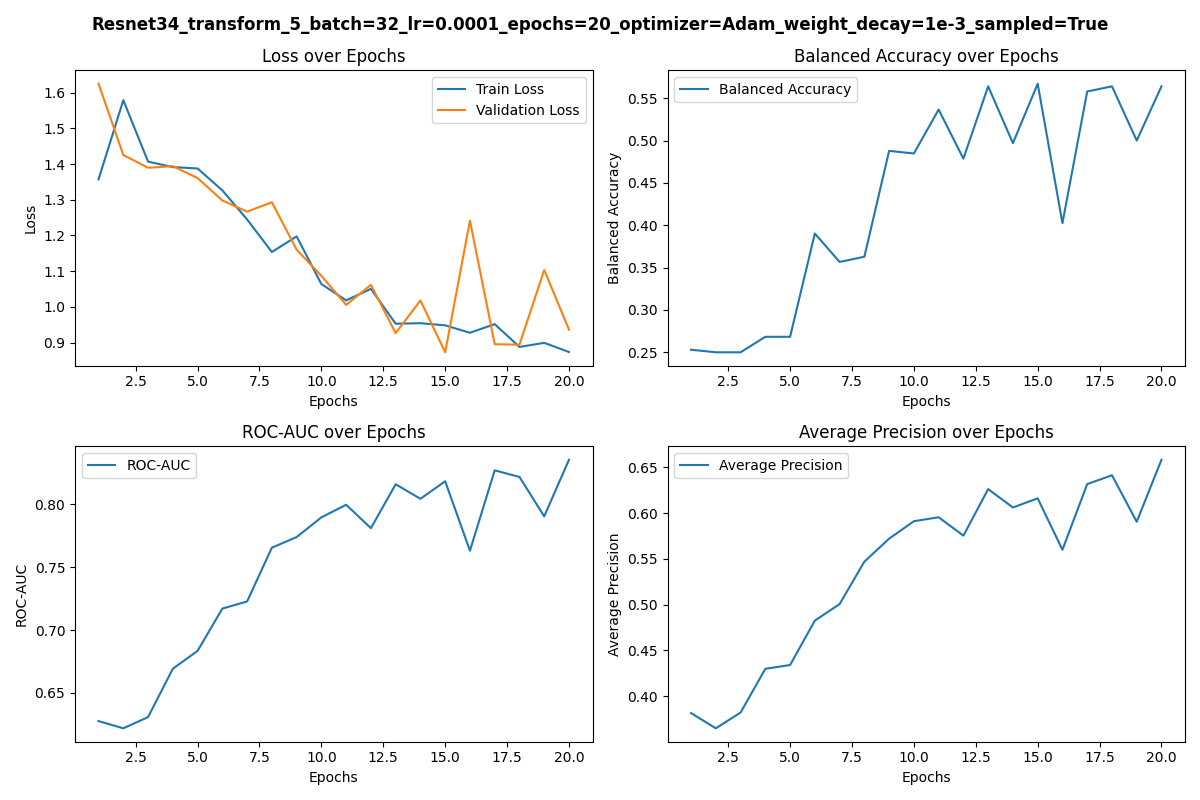 Resnet34_transform_5_batch=32_lr=0.0001_epochs=20_optimizer=Adam_weight_decay=1e-3_sampled=True
Loss over Epochs
Train Loss
Validation Loss
1.6
1.5
1.4
1.3
1.2
1.1
1.0
0.9
Loss
2.5 5.0 7.5 10.0 12.5 15.0 17.5 20.0
Epochs
Balanced Accuracy over Epochs
Balanced Accuracy
0.55
0.50
0.45
0.40
0.35
0.30
0.25
Balanced Accuracy
2.5 5.0 7.5 10.0 12.5 15.0 17.5 20.0
Epochs
ROC-AUC over Epochs
ROC-AUC
0.80
0.75
0.70
0.65
ROC-AUC
2.5 5.0 7.5 10.0 12.5 15.0 17.5 20.0
Epochs
Average Precision over Epochs
Average Precision
0.65
0.60
0.55
0.50
0.45
0.40
Average Precision
2.5 5.0 7.5 10.0 12.5 15.0 17.5 20.0
Epochs